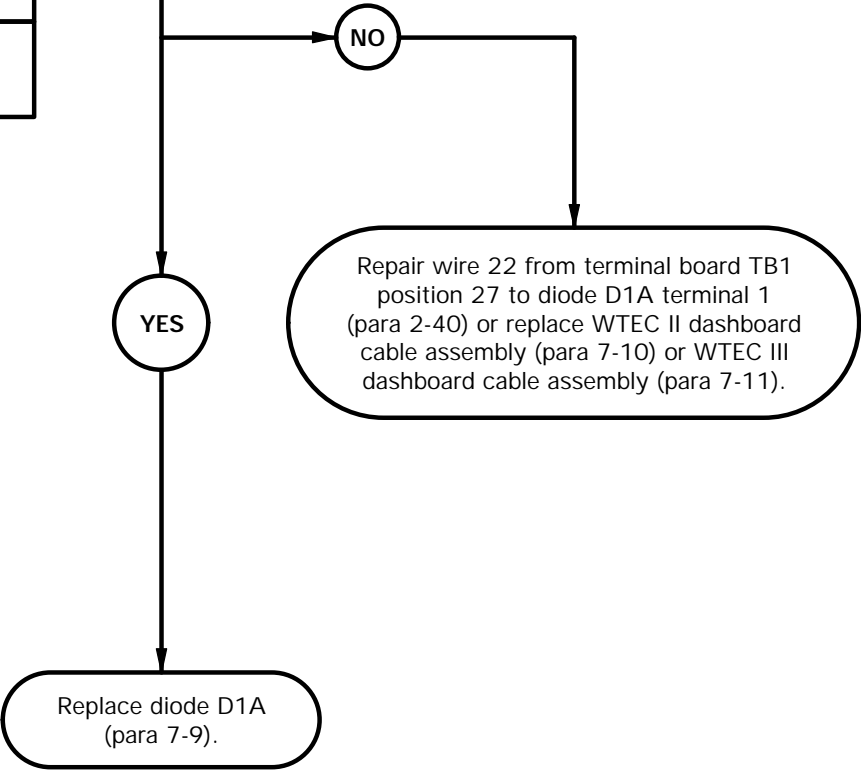 NO
Repair wire 22 from terminal board TB1
position 27 to diode D1A terminal 1
(para 2-40) or replace WTEC II dashboard
cable assembly (para 7-10) or WTEC III
dashboard cable assembly (para 7-11).
YES
Replace diode D1A
(para 7-9).